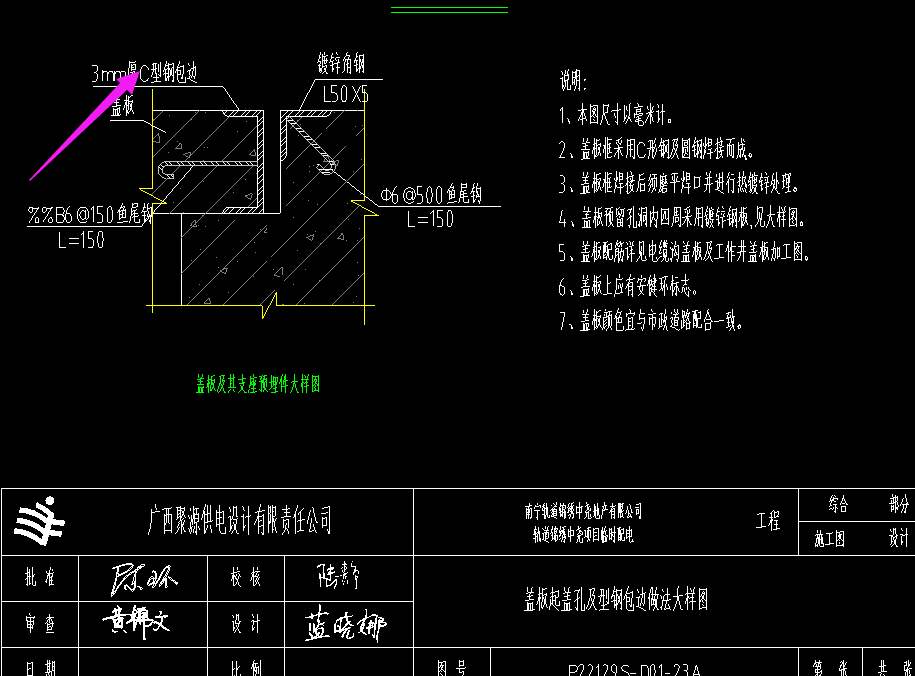 3mm厚C型钢包边
镀锌角钢
盖板
L50X5
Φ6@500鱼尾钩
L=150
%%B6@150鱼尾钩
L=150
盖板及其支座预埋件大样图
说明:
1、本图尺寸以毫米计。
2、盖板框采用C形钢及圆钢焊接而成。
3、盖板框焊接后须磨平焊口并进行热镀锌处理。
4、盖板预留孔洞内四周采用镀锌钢板,见大样图。
5、盖板配筋详见电缆沟盖板及工作井盖板加工图。
6、盖板上应有安健环标志。
7、盖板颜色宜与市政道路配合一致。
广西聚源供电设计有限责任公司
南宁轨道锦绣中尧地产有限公司
轨道锦绣中尧项目临时配电
工程
综合 部分
施工图 设计
批准
校核
审查 黄锦文
设计 蓝晓娜
盖板起盖孔及型钢包边做法大样图
日期
比例
图号 P22129S-D01-23A
第 张 共 张